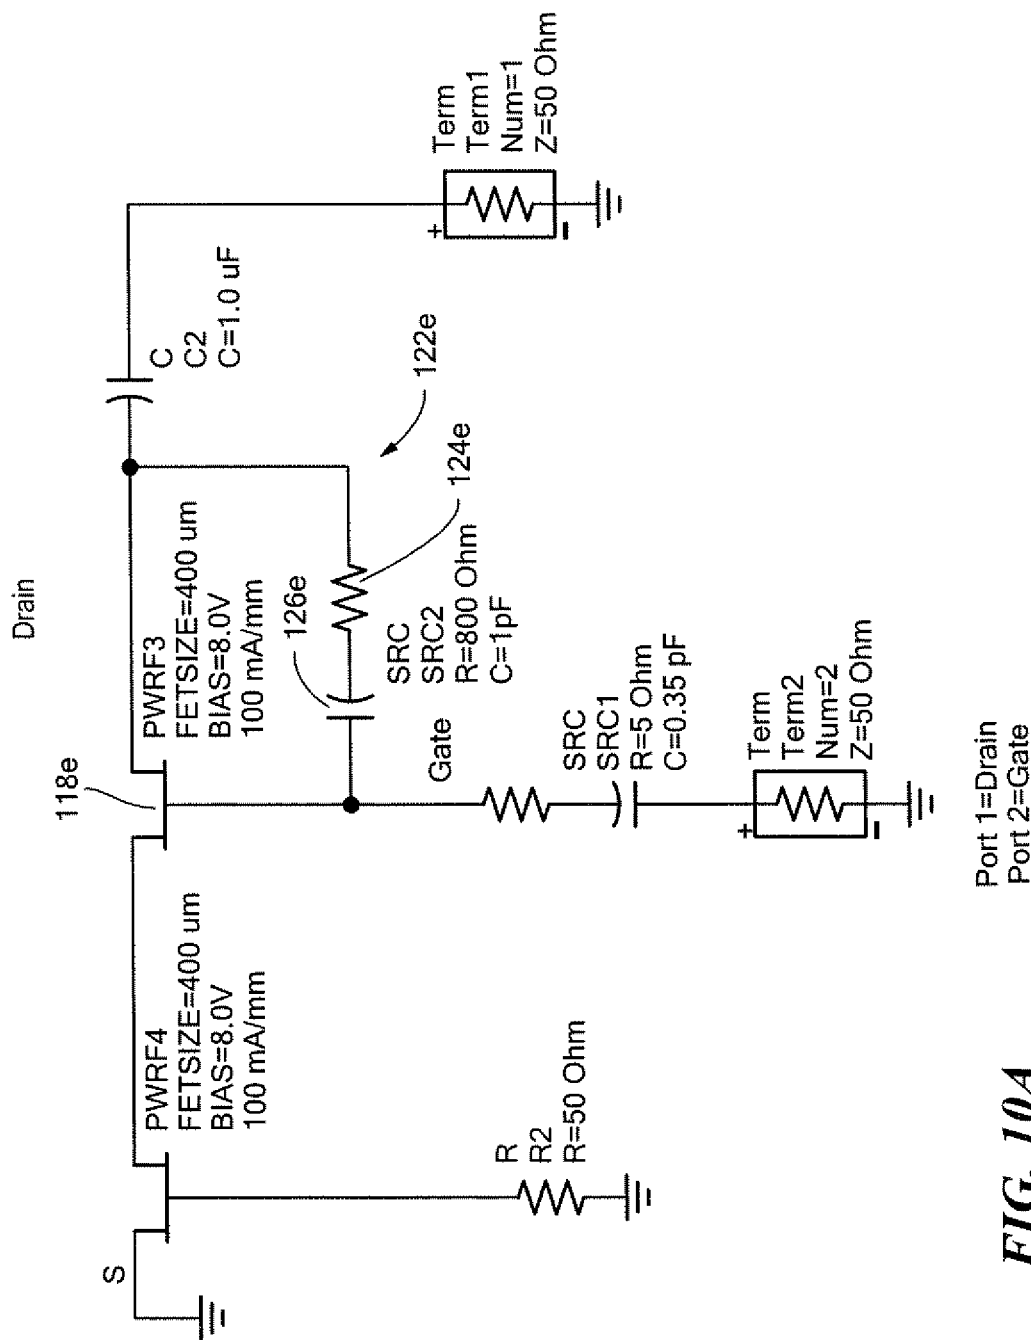 Drain
118e
PWRF3
FETSIZE=400 um
BIAS=8.0V
100 mA/mm
C
C2
C=1.0 uF
122e
124e
126e
SRC
SRC2
R=800 Ohm
C=1pF
Term
Term1
Num=1
Z=50 Ohm
+
-
S
PWRF4
FETSIZE=400 um
BIAS=8.0V
100 mA/mm
R
R2
R=50 Ohm
Gate
SRC
SRC1
R=5 Ohm
C=0.35 pF
Term
Term2
Num=2
Z=50 Ohm
+
-
Port 1=Drain
Port 2=Gate
FIG. 10A